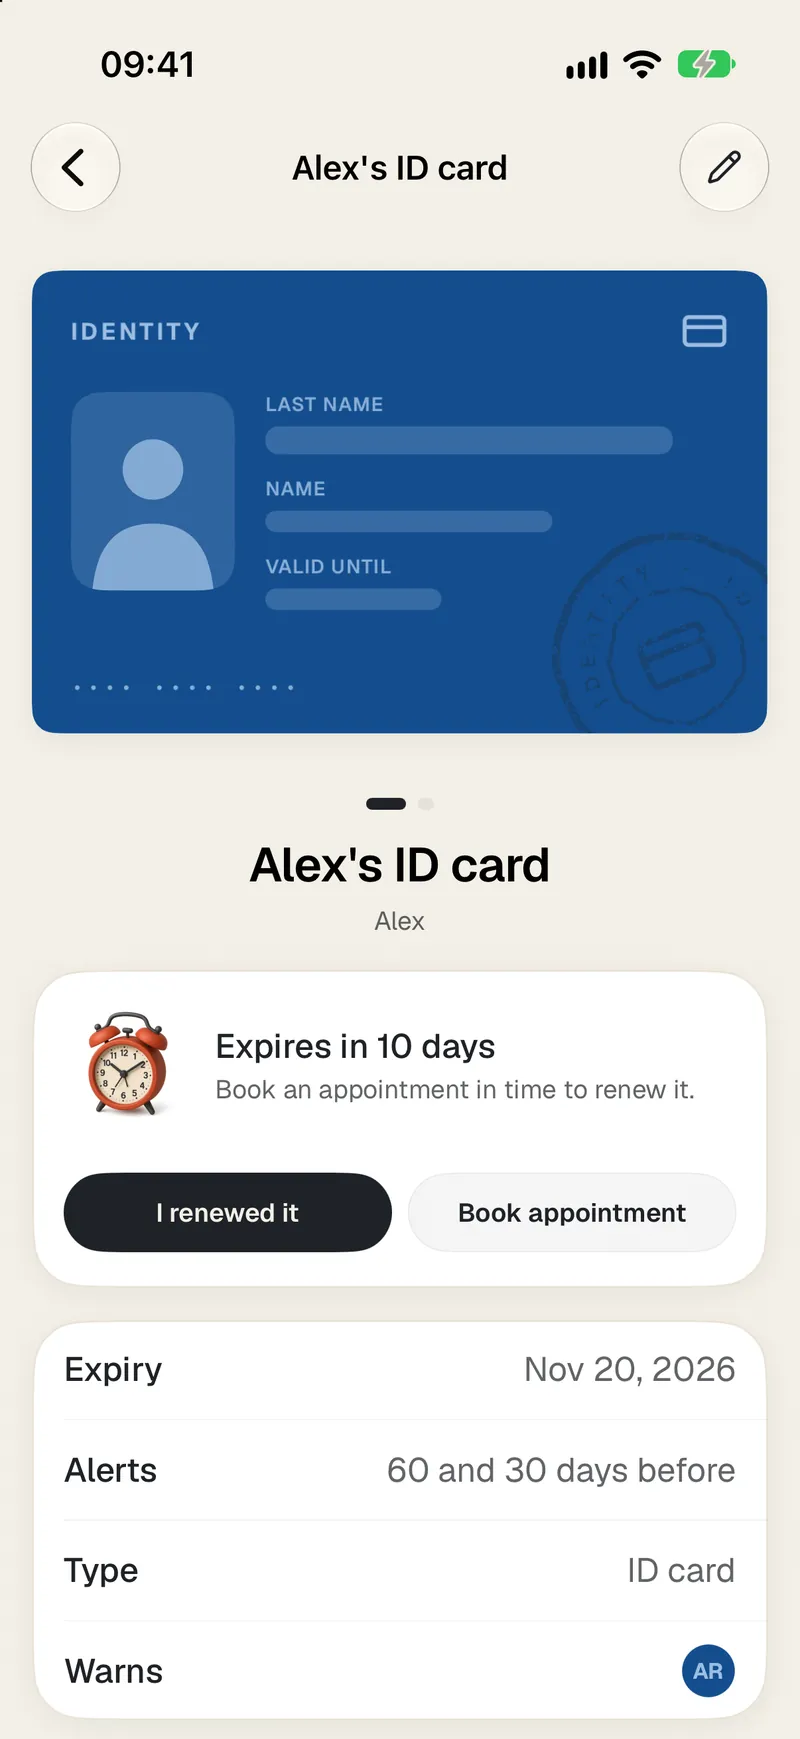 09:41
Alex's ID card
IDENTITY
LAST NAME
NAME
VALID UNTIL
IDENTITY
ID
Alex's ID card
Alex
Expires in 10 days
Book an appointment in time to renew it.
I renewed it
Book appointment
Expiry
Nov 20, 2026
Alerts
60 and 30 days before
Type
ID card
Warns
AR